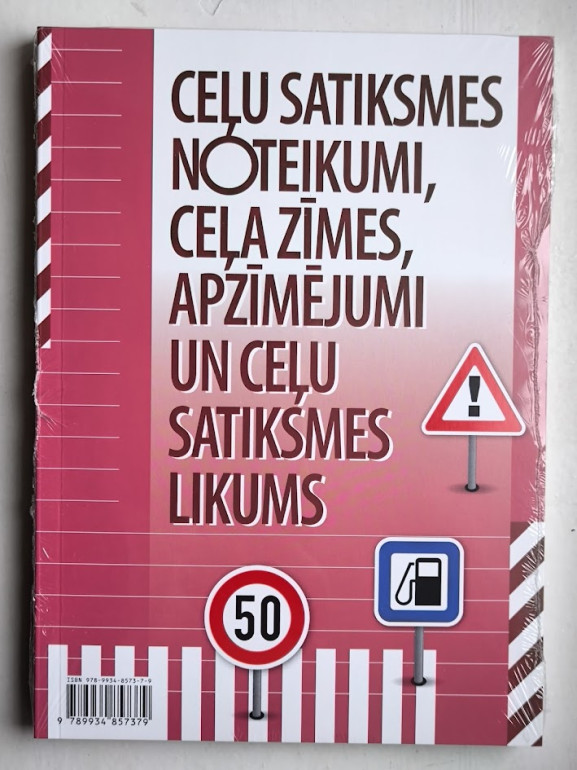 CEĻU SATIKSMES
NOTEIKUMI,
CEĻA ZĪMES,
APZĪMĒJUMI
UN CEĻU
SATIKSMES
LIKUMS
!
50
ISBN 978-9934-8573-7-9
9 789934 857379